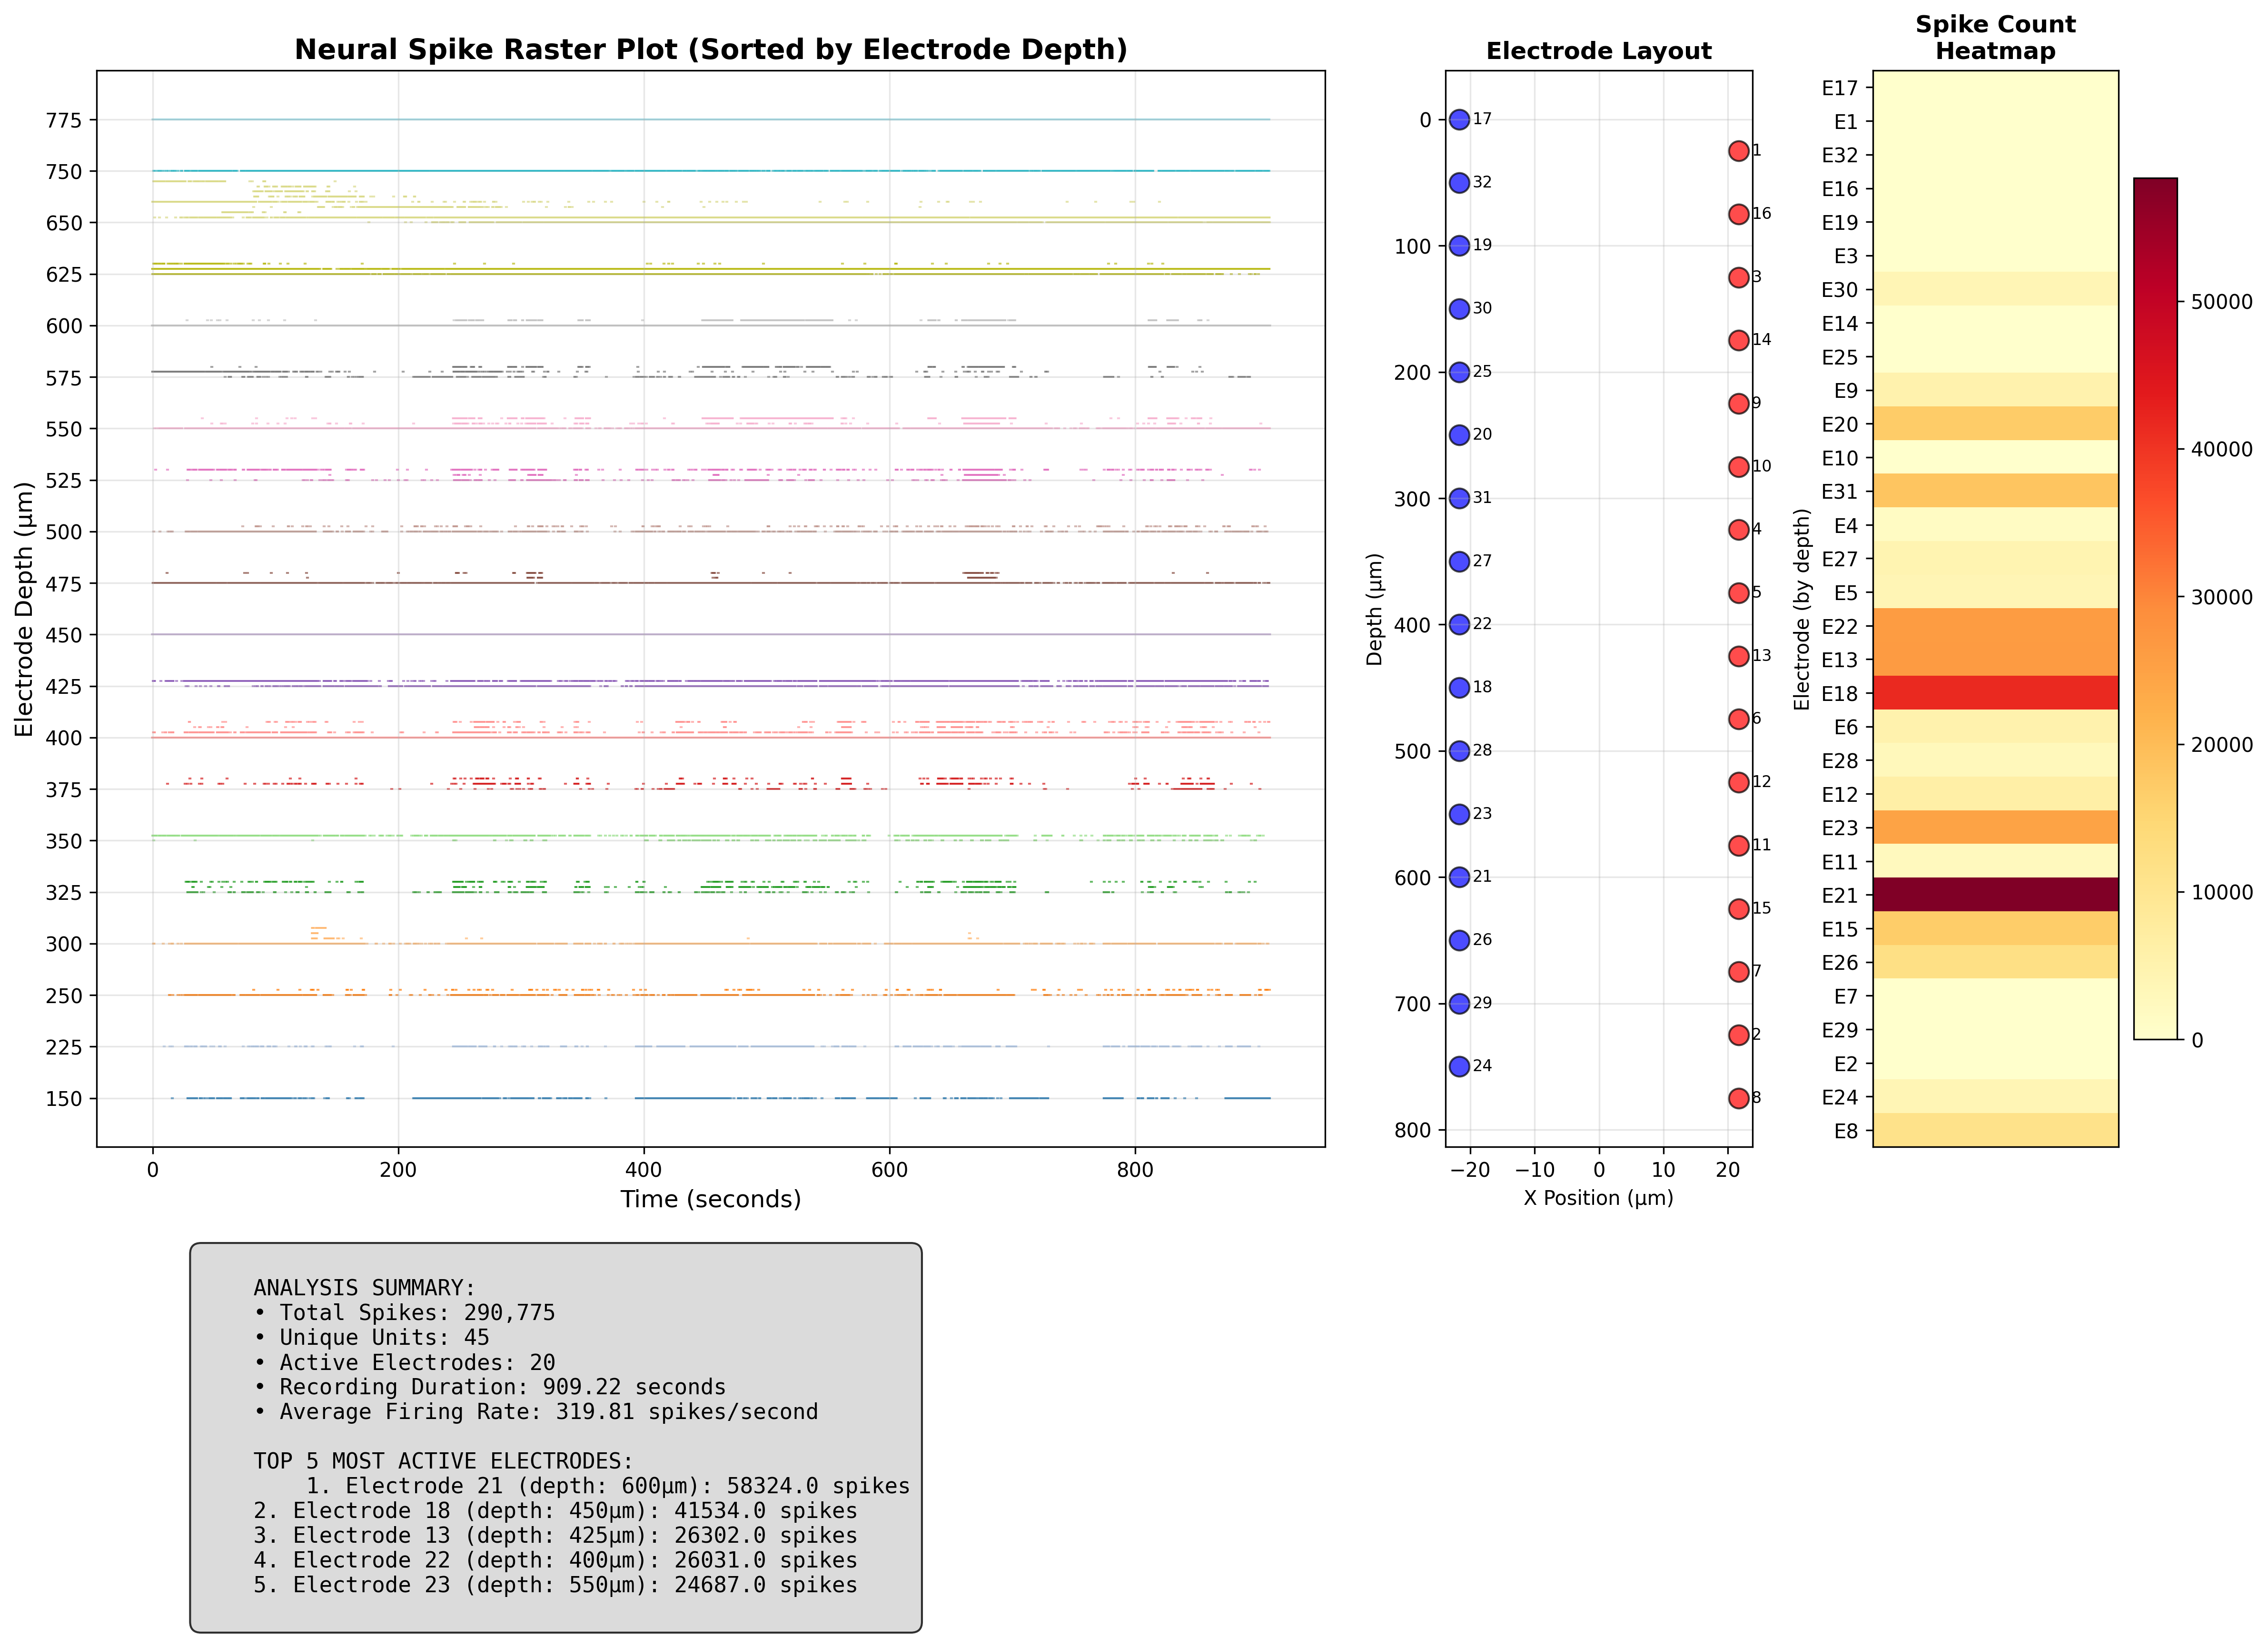 Neural Spike Raster Plot (Sorted by Electrode Depth)
Electrode Depth (μm)
775
750
650
625
600
575
550
525
500
475
450
425
400
375
350
325
300
250
225
150
0
200
400
600
800
Time (seconds)
Electrode Layout
Depth (μm)
0
100
200
300
400
500
600
700
800
17
1
32
16
19
3
30
14
25
9
20
10
31
4
27
5
22
13
18
6
28
12
23
11
21
15
26
7
29
2
24
8
−20
−10
0
10
20
X Position (μm)
Spike Count
Heatmap
Electrode (by depth)
E17
E1
E32
E16
E19
E3
E30
E14
E25
E9
E20
E10
E31
E4
E27
E5
E22
E13
E18
E6
E28
E12
E23
E11
E21
E15
E26
E7
E29
E2
E24
E8
50000
40000
30000
20000
10000
0
ANALYSIS SUMMARY:
• Total Spikes: 290,775
• Unique Units: 45
• Active Electrodes: 20
• Recording Duration: 909.22 seconds
• Average Firing Rate: 319.81 spikes/second
TOP 5 MOST ACTIVE ELECTRODES:
1. Electrode 21 (depth: 600μm): 58324.0 spikes
2. Electrode 18 (depth: 450μm): 41534.0 spikes
3. Electrode 13 (depth: 425μm): 26302.0 spikes
4. Electrode 22 (depth: 400μm): 26031.0 spikes
5. Electrode 23 (depth: 550μm): 24687.0 spikes